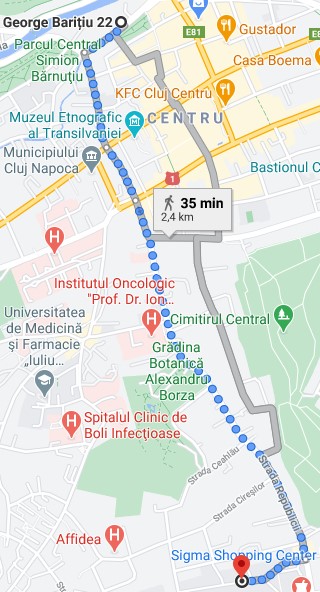 George Barițiu 22
E81
Gustador
Parcul Central
Simion
Bărnuțiu
Casa Boema
KFC Cluj Centru
Muzeul Etnografic
al Transilvaniei
CENTRU
Municipiului
Cluj Napoca
1
Bastionul C
35 min
2,4 km
Institutul Oncologic
"Prof. Dr. Ion...
Universitatea
de Medicină
și Farmacie
„Iuliu...
Cimitirul Central
Grădina
Botanică
Alexandru
Borza
Spitalul Clinic de
Boli Infecțioase
Strada Ceahlău
Strada Republicii
Strada Cireșilor
Affidea
Sigma Shopping Center